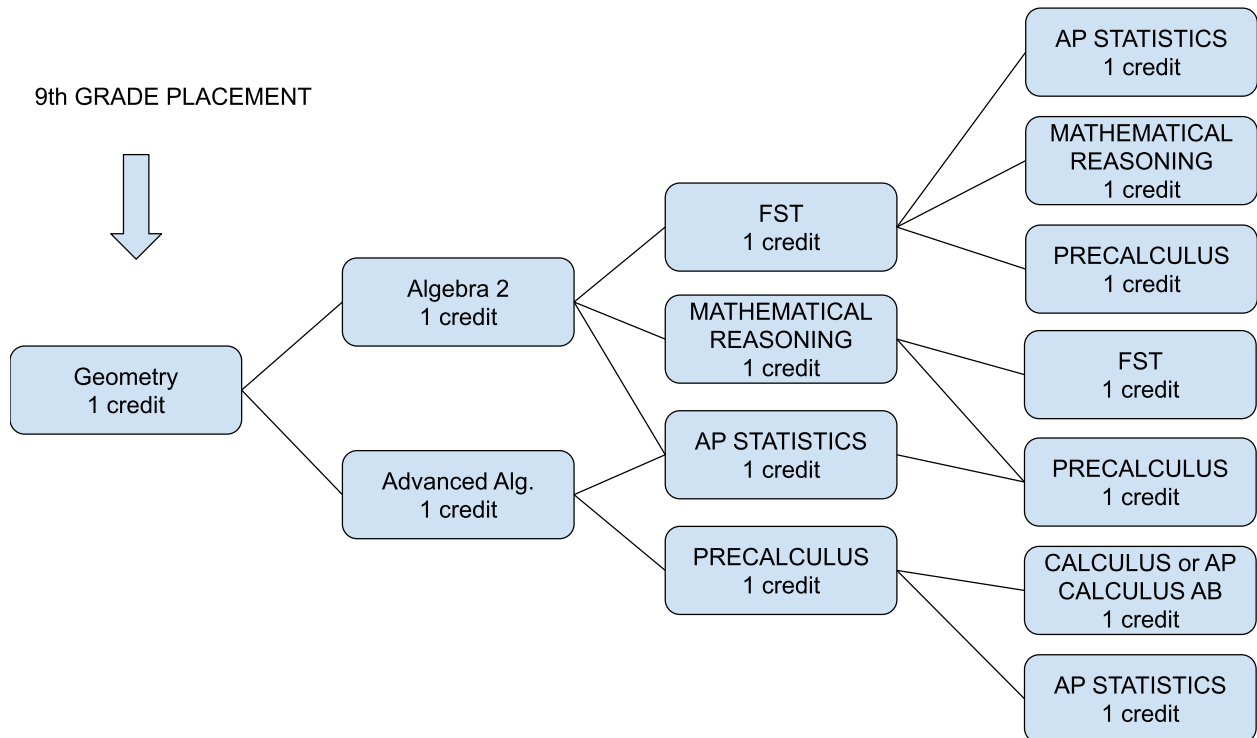 9th GRADE PLACEMENT
Geometry
1 credit
Algebra 2
1 credit
Advanced Alg.
1 credit
FST
1 credit
MATHEMATICAL
REASONING
1 credit
AP STATISTICS
1 credit
PRECALCULUS
1 credit
AP STATISTICS
1 credit
MATHEMATICAL
REASONING
1 credit
PRECALCULUS
1 credit
FST
1 credit
PRECALCULUS
1 credit
CALCULUS or AP
CALCULUS AB
1 credit
AP STATISTICS
1 credit